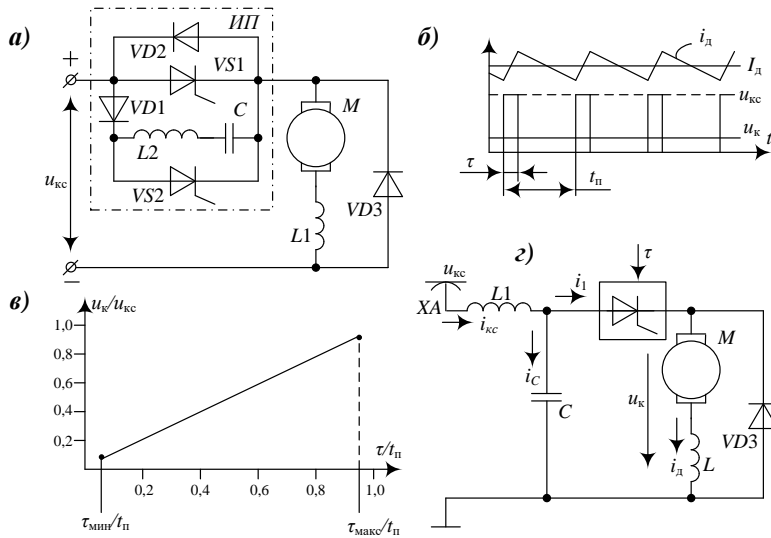 а)
ИП
VD2
VS1
+
VD1
L2
C
M
VS2
uкс
VD3
L1
−
б)
iд
Iд
uкс
uк
t
τ
tп
в)
uк/uкс
1,0
0,8
0,6
0,4
0,2
τ/tп
0,2
0,4
0,6
0,8
1,0
τмин/tп
τмакс/tп
г)
uкс
τ
XA
L1
i1
iкс
M
iC
C
uк
VD3
iд
L